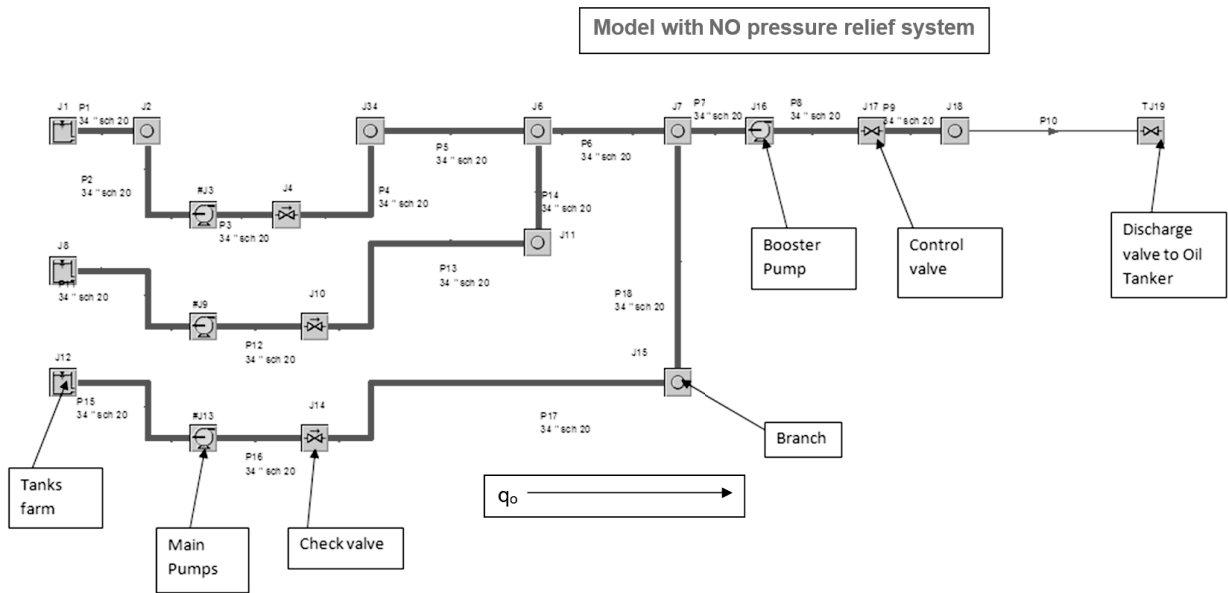 Model with NO pressure relief system
J1
P1
34 " sch 20
J2
J34
J6
J7
P7
34 " sch 20
J16
P8
34 " sch 20
J17
P9
34 " sch 20
J18
P10
TJ19
P5
34 " sch 20
P6
34 " sch 20
P2
34 " sch 20
#J3
P3
34 " sch 20
J4
P4
34 " sch 20
P14
34 " sch 20
J11
Booster
Pump
Control
valve
Discharge
valve to Oil
Tanker
J8
34 " sch 20
#J9
P12
34 " sch 20
J10
P13
34 " sch 20
P18
34 " sch 20
J12
P15
34 " sch 20
#J13
P16
34 " sch 20
J14
P17
34 " sch 20
J15
Branch
Tanks
farm
Main
Pumps
Check valve
qo